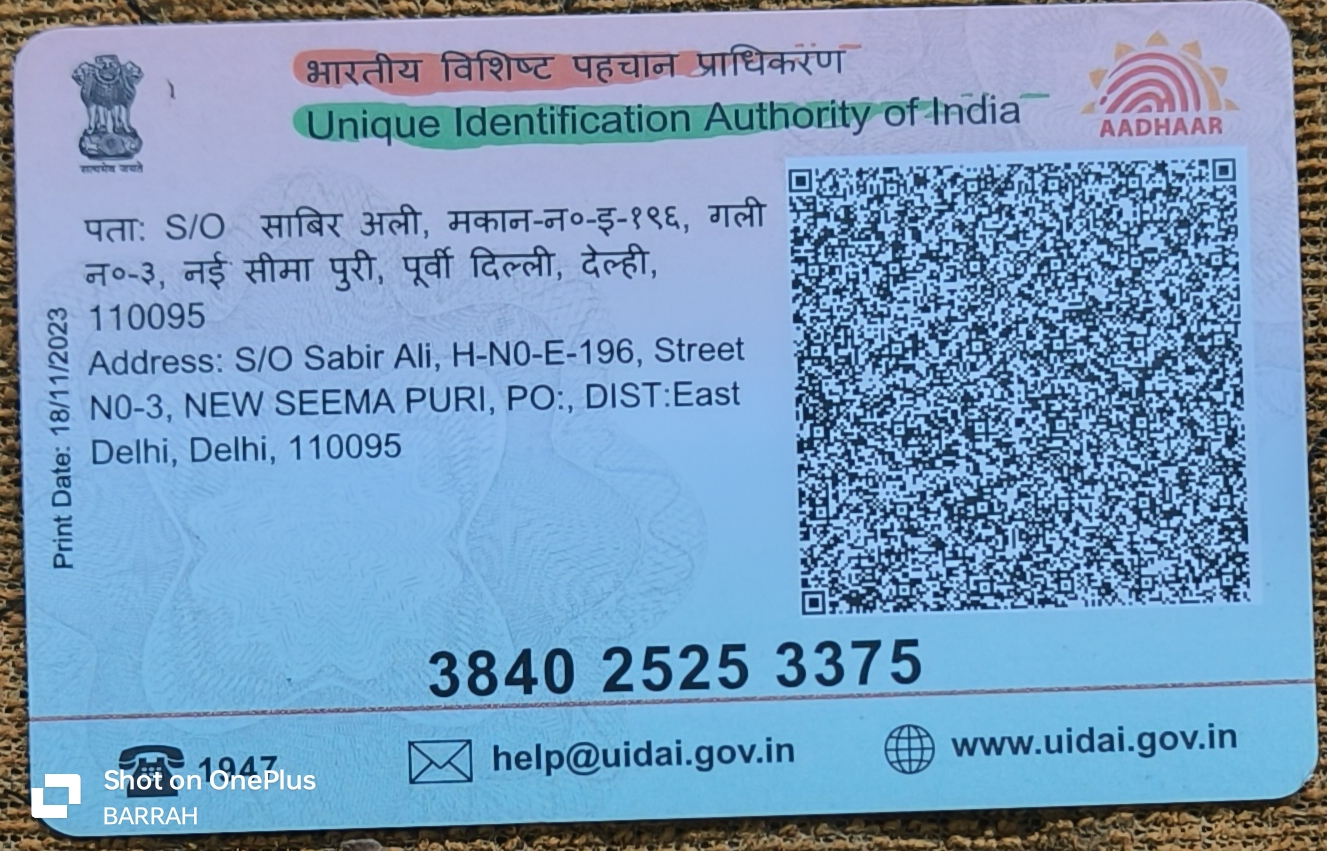 भारतीय विशिष्ट पहचान प्राधिकरण
Unique Identification Authority of India
AADHAAR
सत्यमेव जयते
पता: S/O साबिर अली, मकान-न०-इ-१९६, गली
न०-३, नई सीमा पुरी, पूर्वी दिल्ली, देल्ही,
110095
Address: S/O Sabir Ali, H-N0-E-196, Street
N0-3, NEW SEEMA PURI, PO:, DIST:East
Delhi, Delhi, 110095
Print Date: 18/11/2023
3840 2525 3375
1947
help@uidai.gov.in
www.uidai.gov.in
Shot on OnePlus
BARRAH